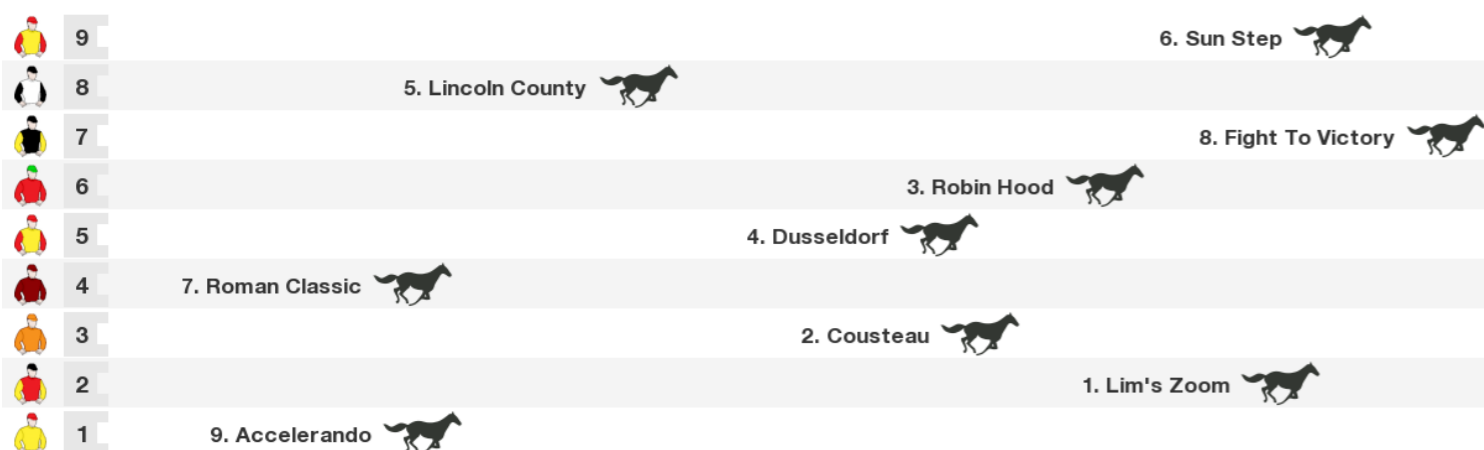 9 6. Sun Step
8 5. Lincoln County
7 8. Fight To Victory
6 3. Robin Hood
5 4. Dusseldorf
4 7. Roman Classic
3 2. Cousteau
2 1. Lim's Zoom
1 9. Accelerando